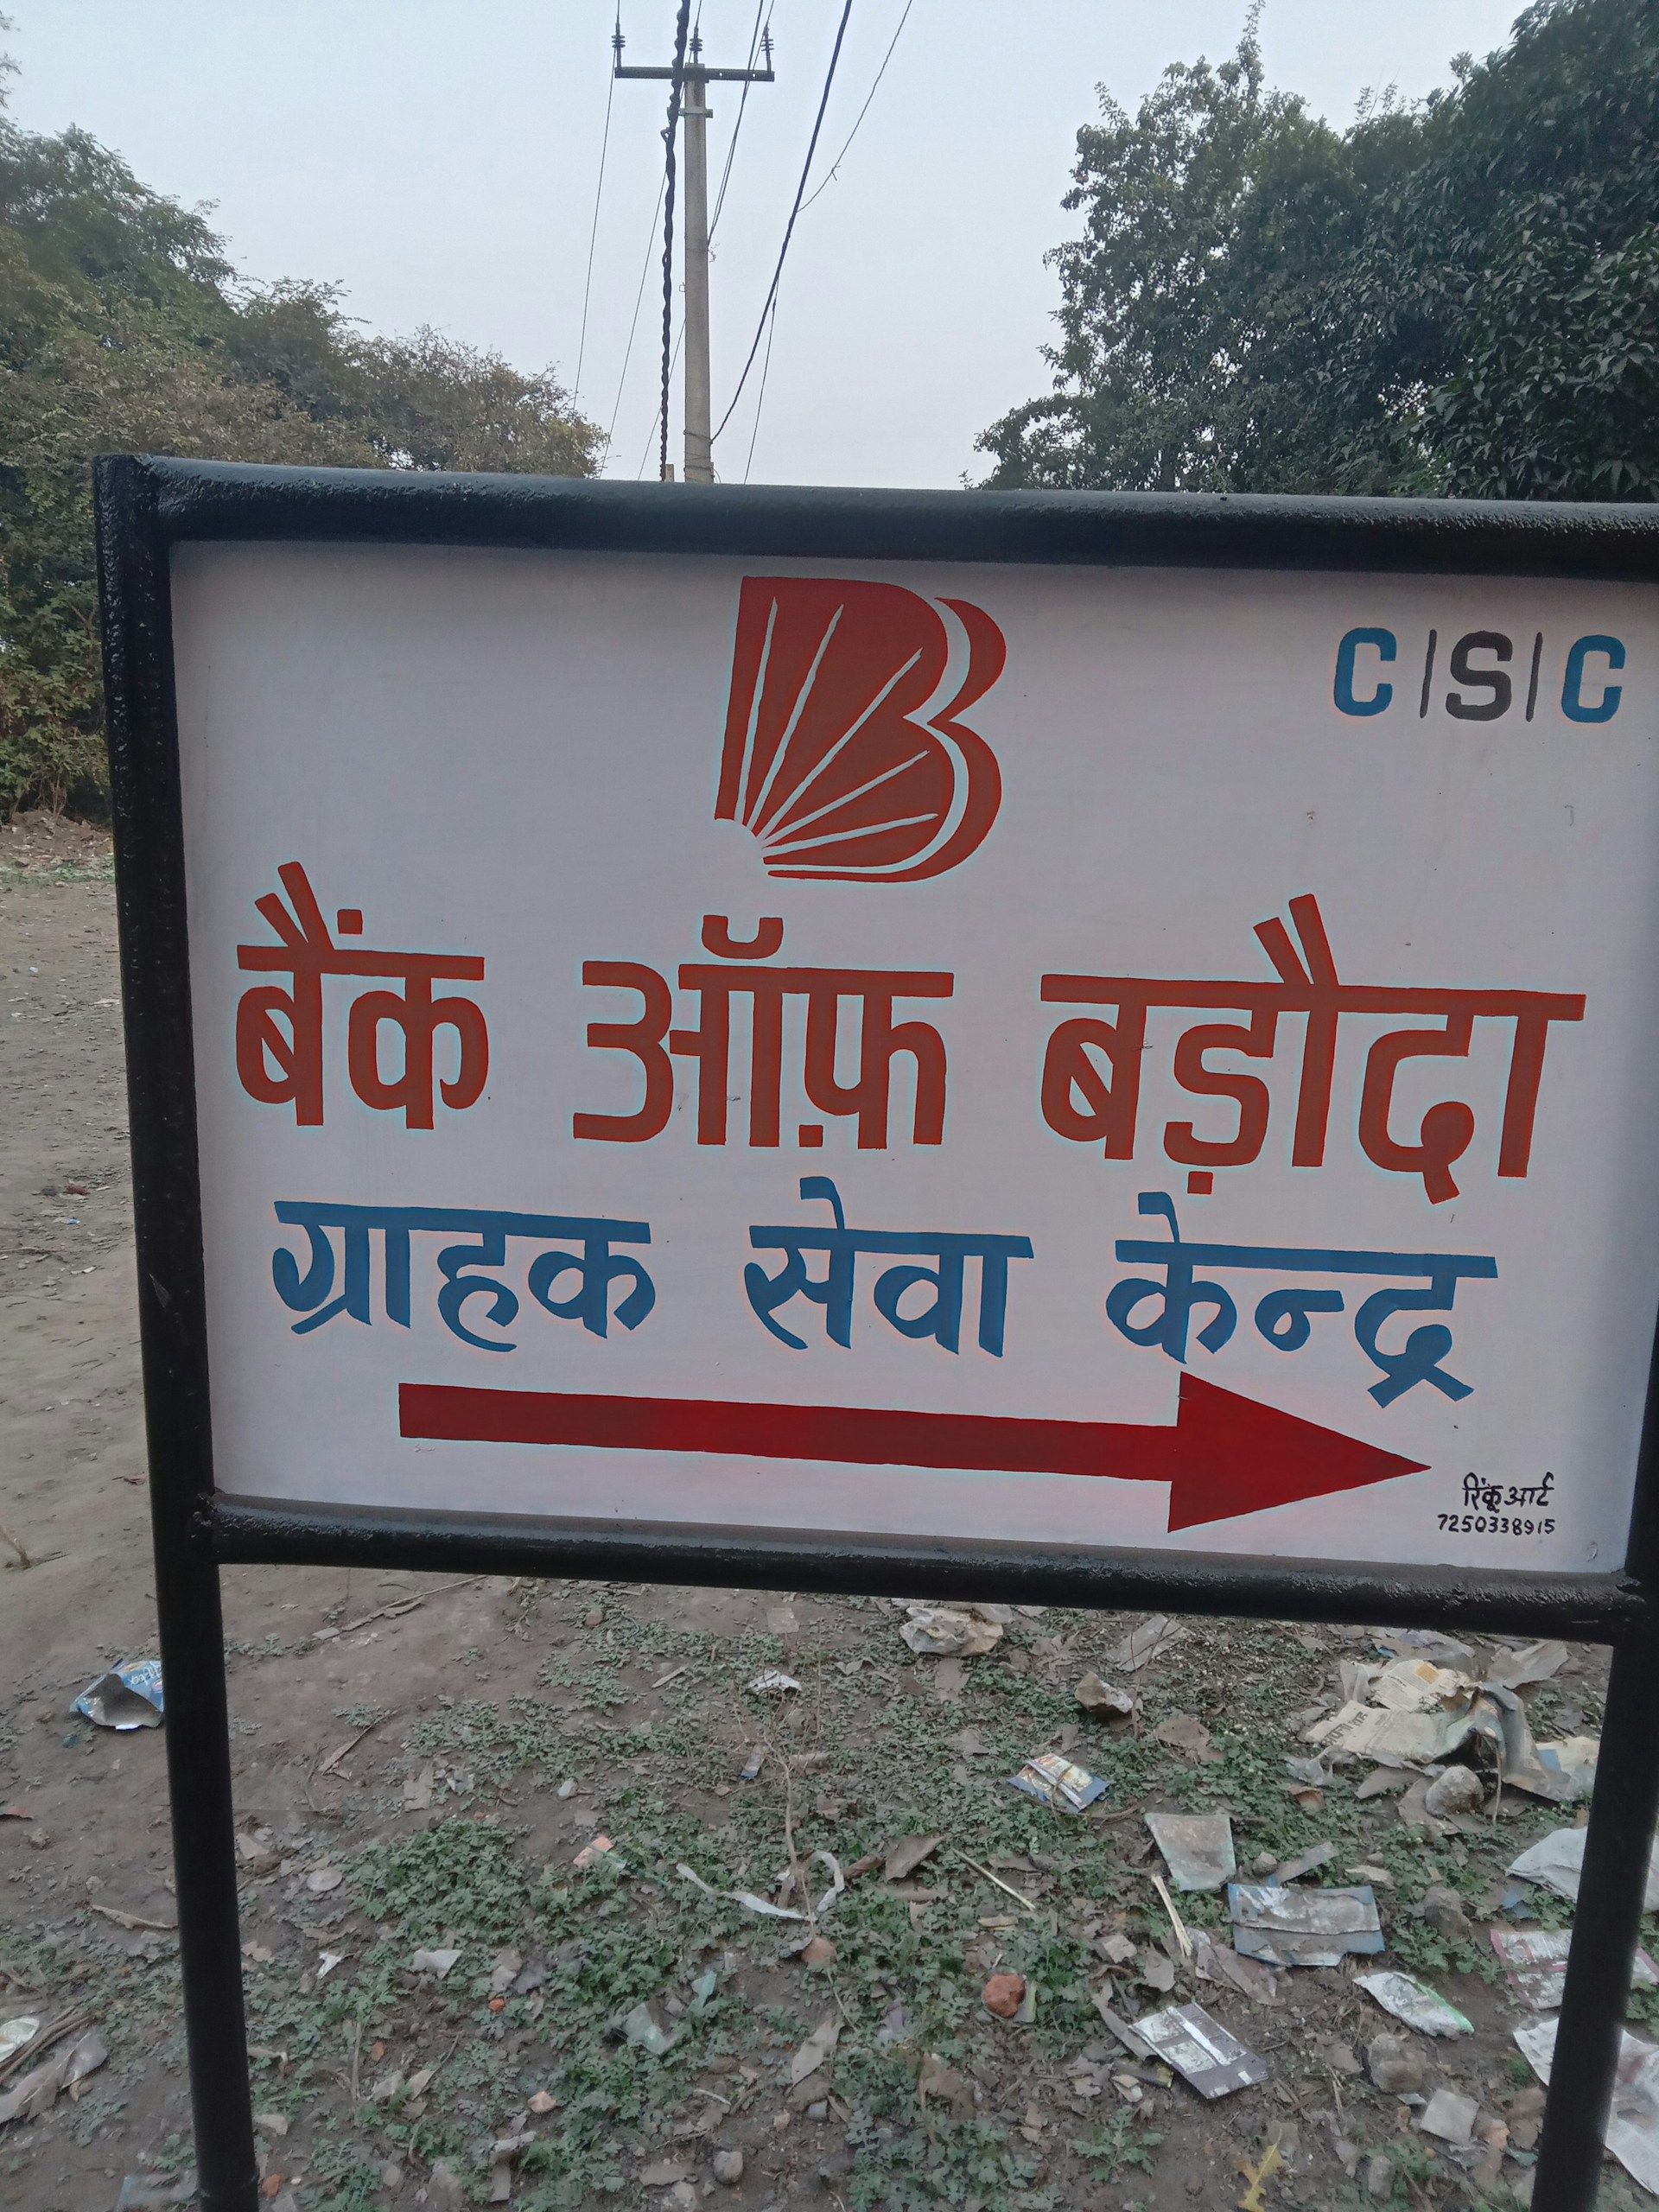 C|S|C
बैंक ऑफ़ बड़ौदा
ग्राहक सेवा केन्द्र
रिंकू आर्ट
7250338915